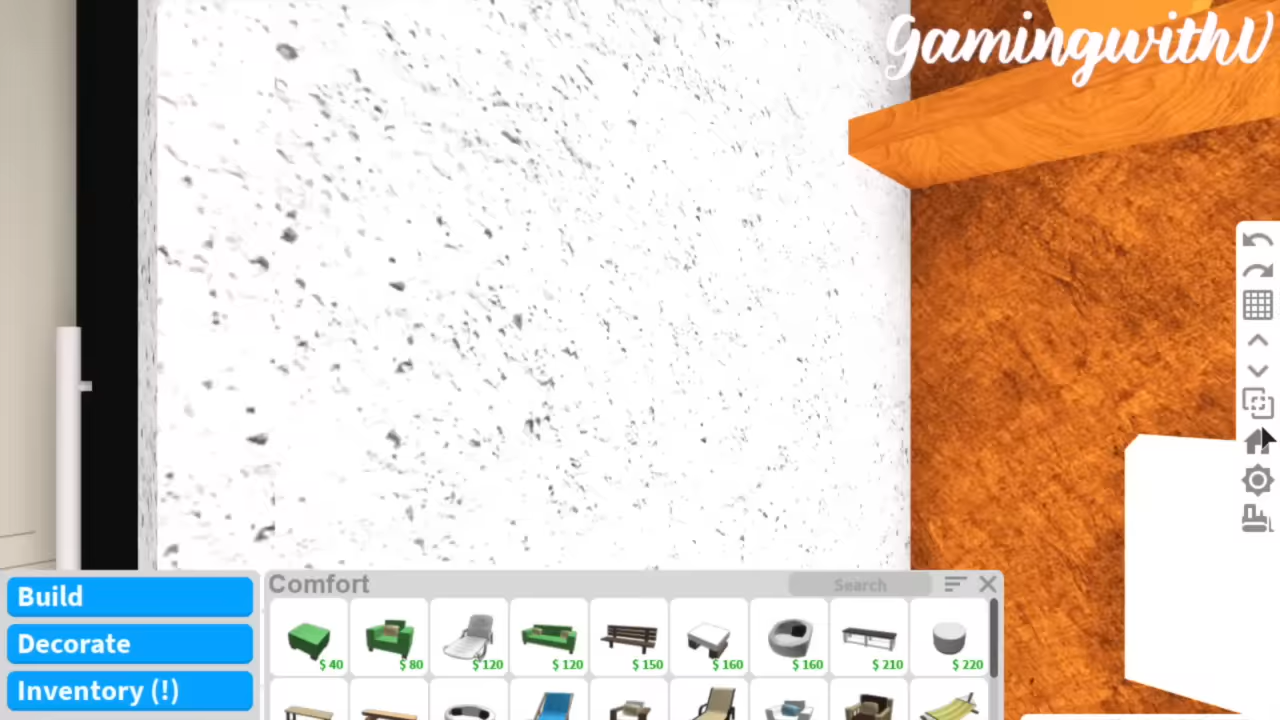 GamingwithV
Build
Decorate
Inventory (!)
Comfort
Search
$ 40
$ 80
$ 120
$ 120
$ 150
$ 160
$ 160
$ 210
$ 220